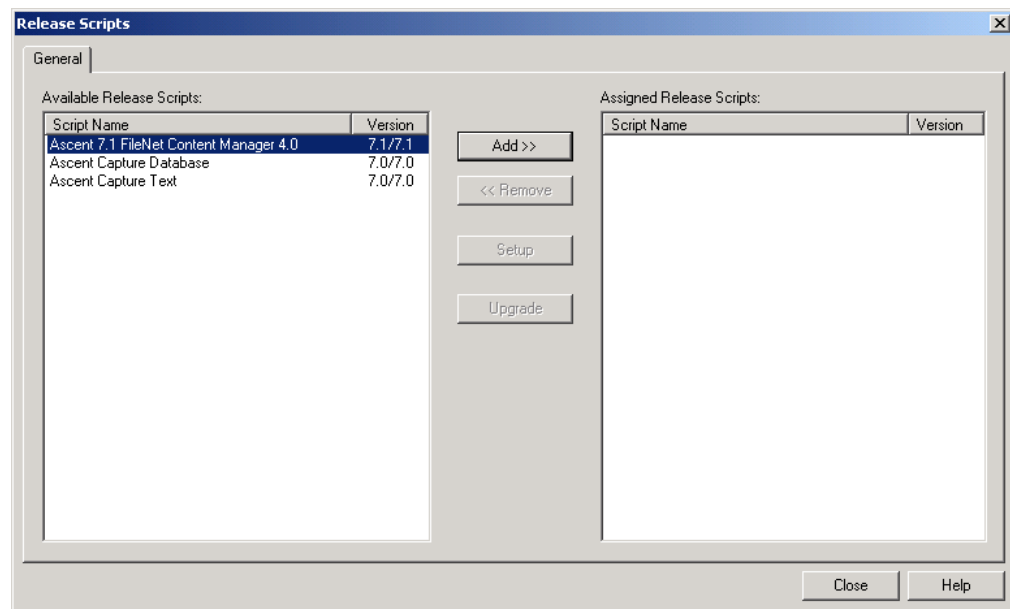 Release Scripts
General
Available Release Scripts:
Script Name Version
Ascent 7.1 FileNet Content Manager 4.0 7.1/7.1
Ascent Capture Database 7.0/7.0
Ascent Capture Text 7.0/7.0
Add >>
<< Remove
Setup
Upgrade
Assigned Release Scripts:
Script Name Version
Close Help